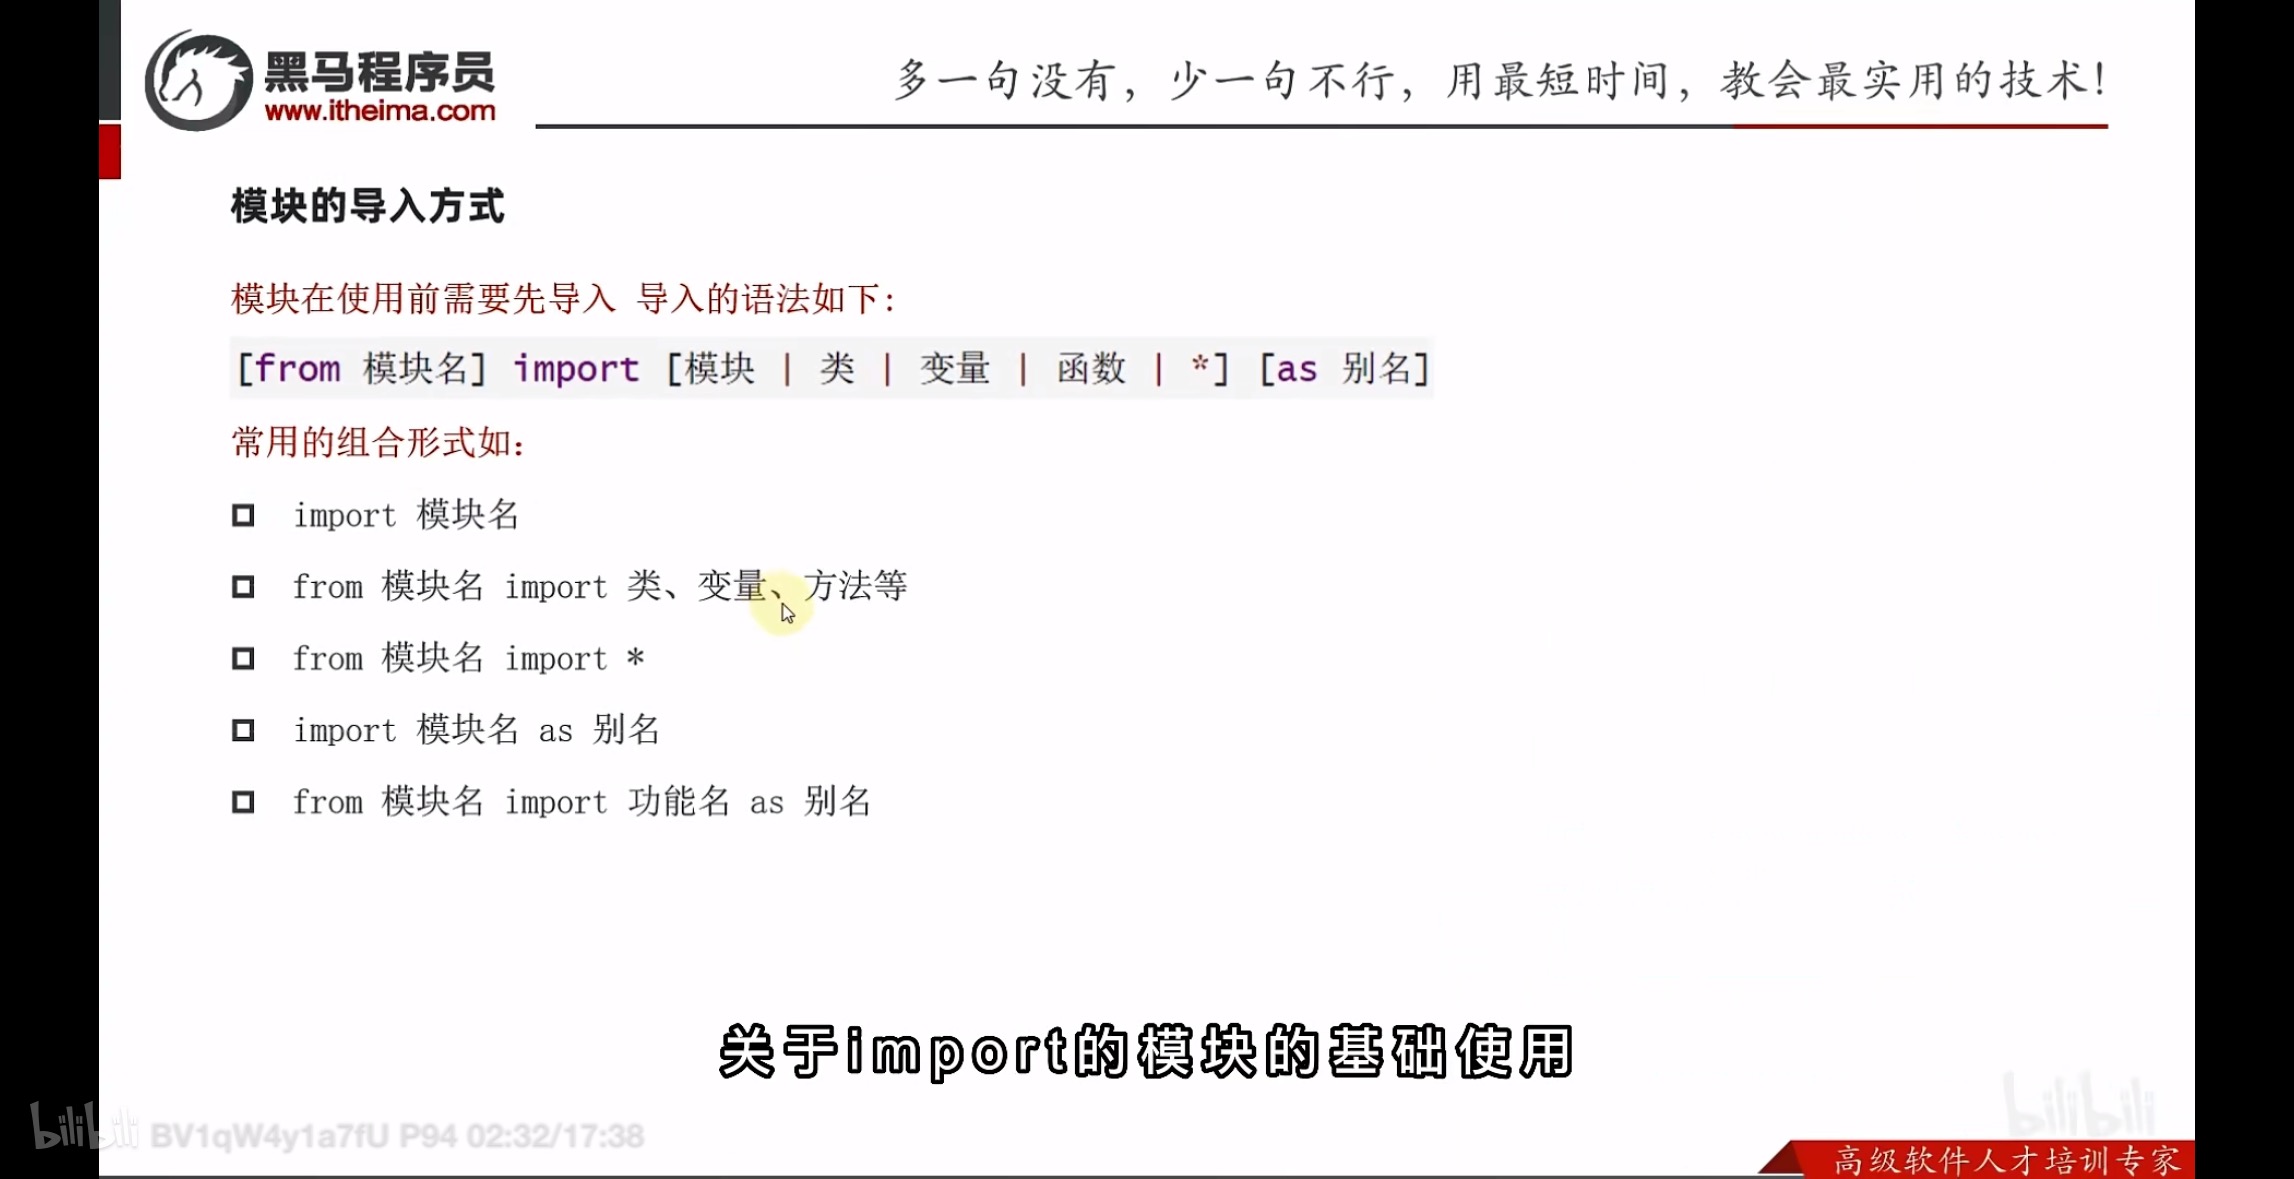 黑马程序员
www.itheima.com
多一句没有，少一句不行，用最短时间，教会最实用的技术！
模块的导入方式
模块在使用前需要先导入 导入的语法如下：
[from 模块名] import [模块 | 类 | 变量 | 函数 | *] [as 别名]
常用的组合形式如：
import 模块名
from 模块名 import 类、变量、方法等
from 模块名 import *
import 模块名 as 别名
from 模块名 import 功能名 as 别名
关于import的模块的基础使用
bilibili
bilibili BV1qW4y1a7fU P94 02:32/17:38
高级软件人才培训专家